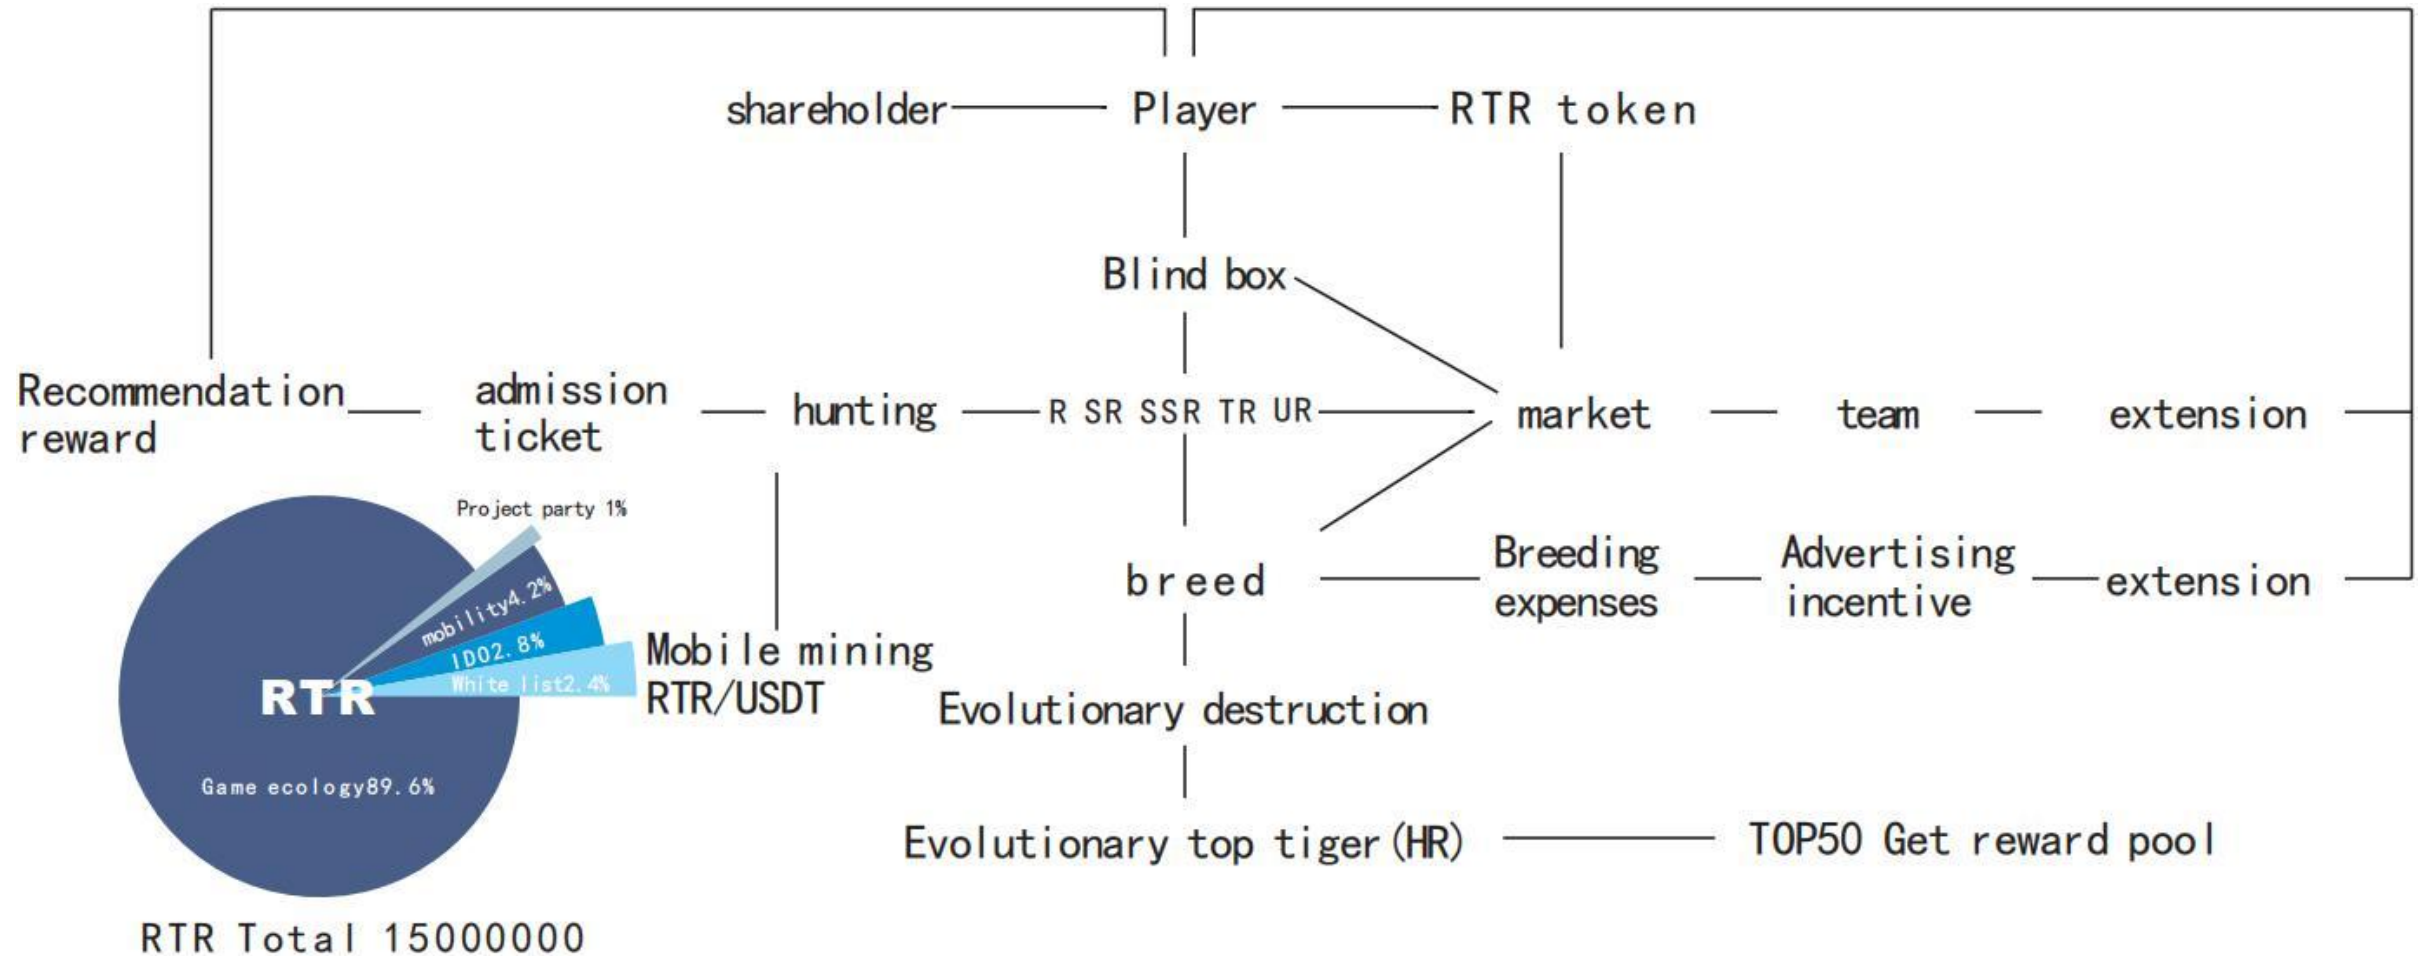 shareholder
Player
RTR token
Blind box
Recommendation
reward
admission
ticket
hunting
R SR SSR TR UR
market
team
extension
breed
Breeding
expenses
Advertising
incentive
extension
Project party 1%
mobility4.2%
IDO2.8%
White list2.4%
RTR
Game ecology89.6%
RTR Total 15000000
Mobile mining
RTR/USDT
Evolutionary destruction
Evolutionary top tiger(HR)
TOP50 Get reward pool